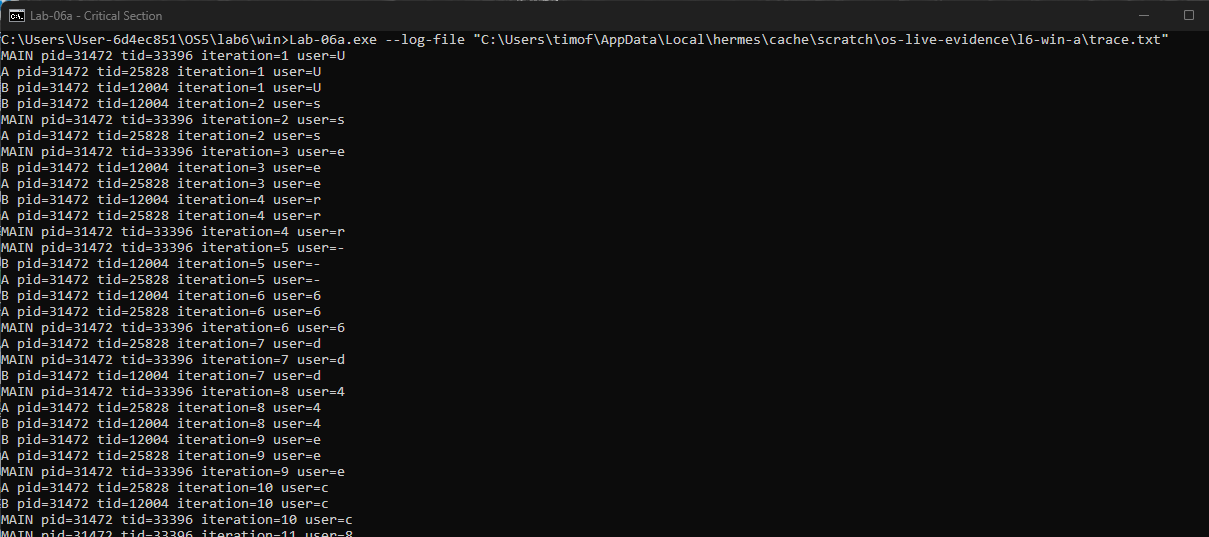 Lab-06a - Critical Section
C:\Users\User-6d4ec851\OS5\lab6\win>Lab-06a.exe --log-file "C:\Users\timof\AppData\Local\hermes\cache\scratch\os-live-evidence\l6-win-a\trace.txt"
MAIN pid=31472 tid=33396 iteration=1 user=U
A pid=31472 tid=25828 iteration=1 user=U
B pid=31472 tid=12004 iteration=1 user=U
B pid=31472 tid=12004 iteration=2 user=s
MAIN pid=31472 tid=33396 iteration=2 user=s
A pid=31472 tid=25828 iteration=2 user=s
MAIN pid=31472 tid=33396 iteration=3 user=e
B pid=31472 tid=12004 iteration=3 user=e
A pid=31472 tid=25828 iteration=3 user=e
B pid=31472 tid=12004 iteration=4 user=r
A pid=31472 tid=25828 iteration=4 user=r
MAIN pid=31472 tid=33396 iteration=4 user=r
MAIN pid=31472 tid=33396 iteration=5 user=-
B pid=31472 tid=12004 iteration=5 user=-
A pid=31472 tid=25828 iteration=5 user=-
B pid=31472 tid=12004 iteration=6 user=6
A pid=31472 tid=25828 iteration=6 user=6
MAIN pid=31472 tid=33396 iteration=6 user=6
A pid=31472 tid=25828 iteration=7 user=d
MAIN pid=31472 tid=33396 iteration=7 user=d
B pid=31472 tid=12004 iteration=7 user=d
MAIN pid=31472 tid=33396 iteration=8 user=4
A pid=31472 tid=25828 iteration=8 user=4
B pid=31472 tid=12004 iteration=8 user=4
B pid=31472 tid=12004 iteration=9 user=e
A pid=31472 tid=25828 iteration=9 user=e
MAIN pid=31472 tid=33396 iteration=9 user=e
A pid=31472 tid=25828 iteration=10 user=c
B pid=31472 tid=12004 iteration=10 user=c
MAIN pid=31472 tid=33396 iteration=10 user=c
MAIN pid=31472 tid=33396 iteration=11 user=8